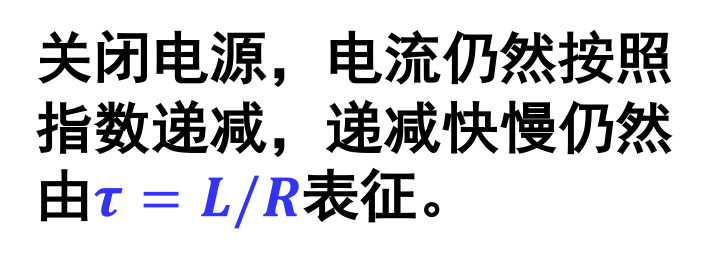 关闭电源，电流仍然按照
指数递减，递减快慢仍然
由τ = L/R表征。